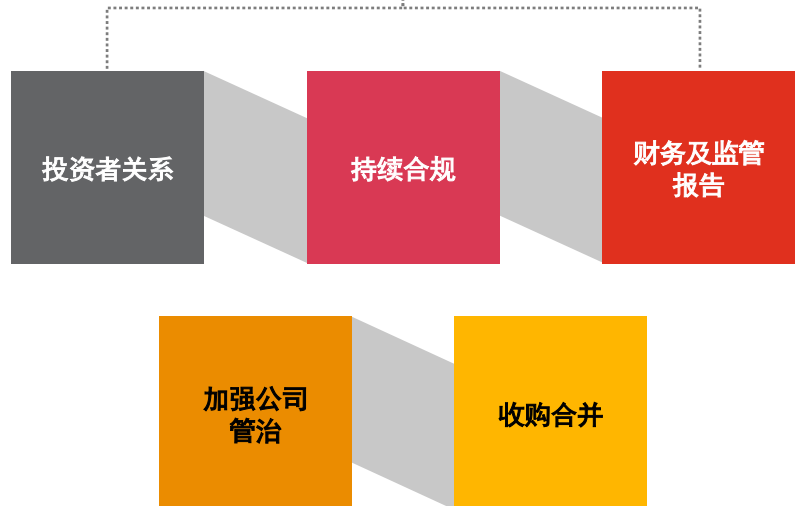 投资者关系
持续合规
财务及监管
报告
加强公司
管治
收购合并